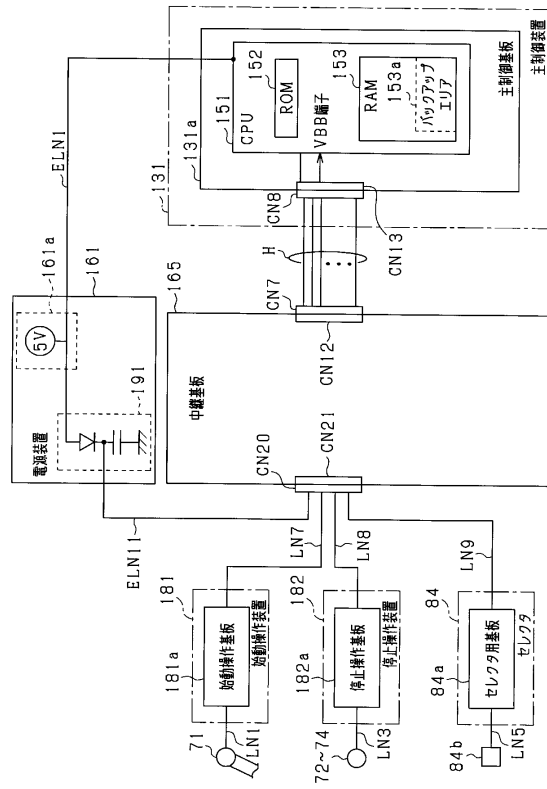 電源装置
161
161a
5V
191
ELN1
ELN11
165
中継基板
CN20
CN21
CN12
CN7
H
CN8
CN13
131
131a
151
CPU
152
ROM
VBB端子
153
RAM
153a
バックアップ
エリア
主制御基板
主制御装置
181
181a
始動操作基板
始動操作装置
71
LN1
LN7
LN8
182
182a
停止操作基板
停止操作装置
72~74
LN3
LN9
84
84a
セレクタ用基板
セレクタ
84b
LN5